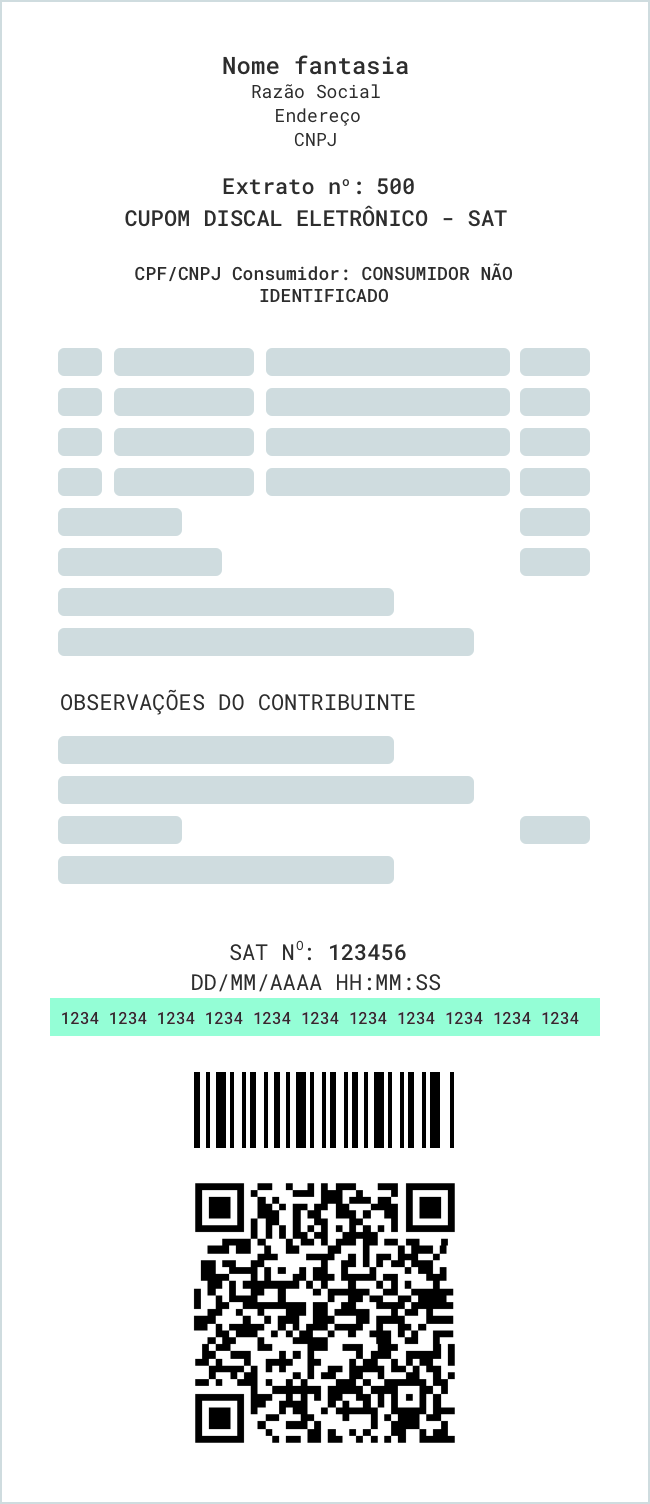 Nome fantasia
Razão Social
Endereço
CNPJ
Extrato nº: 500
CUPOM DISCAL ELETRÔNICO - SAT
CPF/CNPJ Consumidor: CONSUMIDOR NÃO
IDENTIFICADO
OBSERVAÇÕES DO CONTRIBUINTE
SAT Nº: 123456
DD/MM/AAAA HH:MM:SS
1234 1234 1234 1234 1234 1234 1234 1234 1234 1234 1234